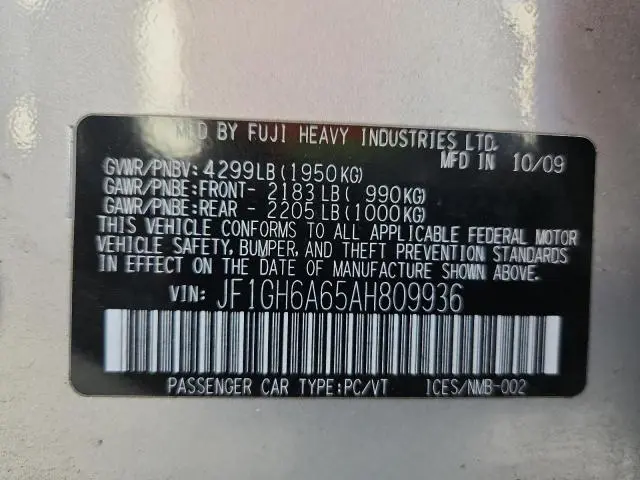 MFD BY FUJI HEAVY INDUSTRIES LTD.
MFD IN 10/09
GVWR/PNBV: 4299LB (1950KG)
GAWR/PNBE:FRONT- 2183LB( 990KG)
GAWR/PNBE:REAR - 2205LB(1000KG)
THIS VEHICLE CONFORMS TO ALL APPLICABLE FEDERAL MOTOR
VEHICLE SAFETY, BUMPER, AND THEFT PREVENTION STANDARDS
IN EFFECT ON THE DATE OF MANUFACTURE SHOWN ABOVE.
VIN: JF1GH6A65AH809936
PASSENGER CAR TYPE:PC/VT ICES/NMB-002